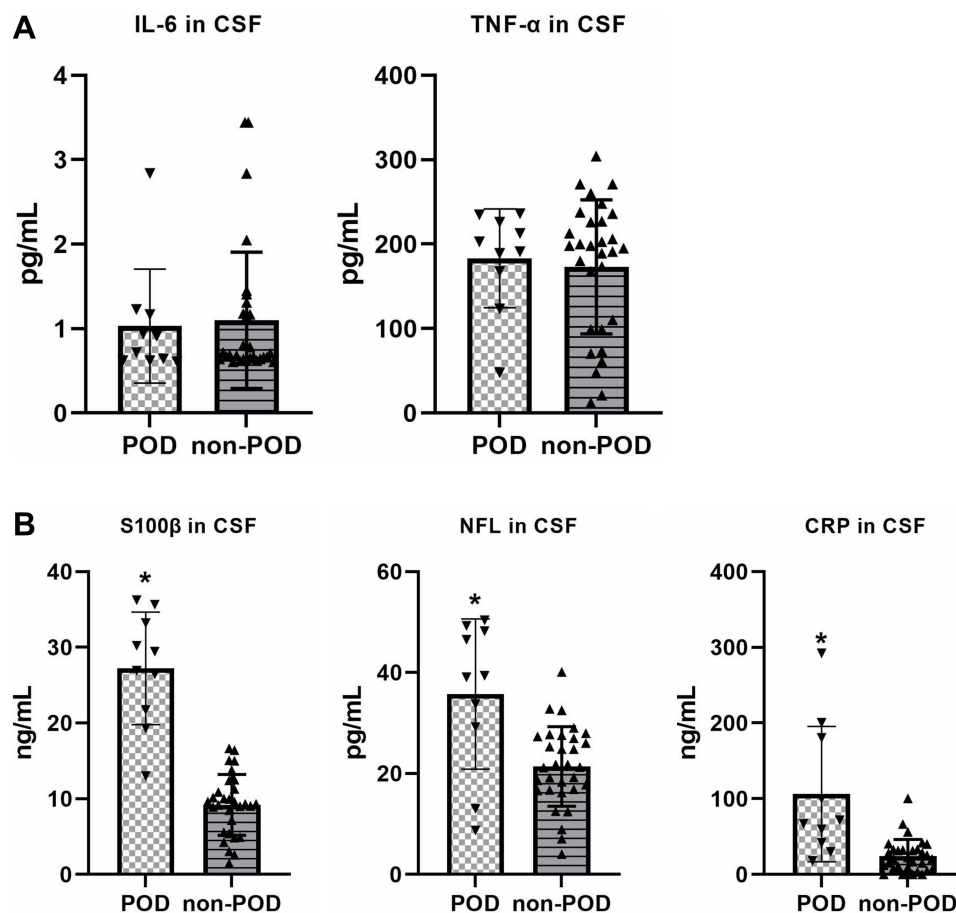 A
IL-6 in CSF
TNF-α in CSF
pg/mL
4
3
2
1
0
POD non-POD
pg/mL
400
300
200
100
0
POD non-POD
B
S100β in CSF
NFL in CSF
CRP in CSF
ng/mL
40
30
20
10
0
*
POD non-POD
pg/mL
60
40
20
0
*
POD non-POD
ng/mL
400
300
200
100
0
*
POD non-POD